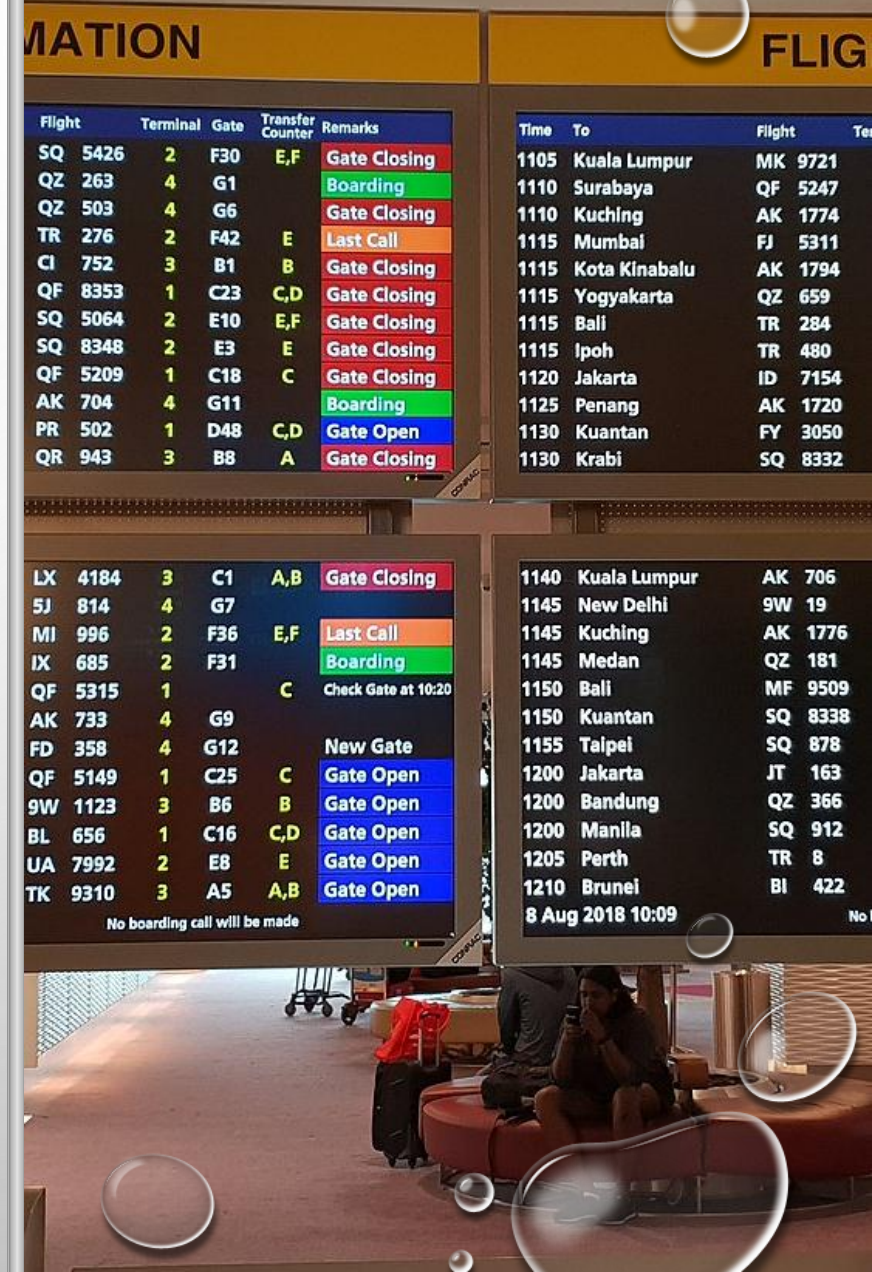 MATION
Flight Terminal Gate Transfer Counter Remarks
SQ 5426 2 F30 E,F Gate Closing
QZ 263 4 G1 Boarding
QZ 503 4 G6 Gate Closing
TR 276 2 F42 E Last Call
CI 752 3 B1 B Gate Closing
QF 8353 1 C23 C,D Gate Closing
SQ 5064 2 E10 E,F Gate Closing
SQ 8348 2 E3 E Gate Closing
QF 5209 1 C18 C Gate Closing
AK 704 4 G11 Boarding
PR 502 1 D48 C,D Gate Open
QR 943 3 B8 A Gate Closing
CONRAC
LX 4184 3 C1 A,B Gate Closing
5J 814 4 G7
MI 996 2 F36 E,F Last Call
IX 685 2 F31 Boarding
QF 5315 1 C Check Gate at 10:20
AK 733 4 G9
FD 358 4 G12 New Gate
QF 5149 1 C25 C Gate Open
9W 1123 3 B6 B Gate Open
BL 656 1 C16 C,D Gate Open
UA 7992 2 E8 E Gate Open
TK 9310 3 A5 A,B Gate Open
No boarding call will be made
CONRAC
FLIG
Time To Flight Ter
1105 Kuala Lumpur MK 9721
1110 Surabaya QF 5247
1110 Kuching AK 1774
1115 Mumbai FJ 5311
1115 Kota Kinabalu AK 1794
1115 Yogyakarta QZ 659
1115 Bali TR 284
1115 Ipoh TR 480
1120 Jakarta ID 7154
1125 Penang AK 1720
1130 Kuantan FY 3050
1130 Krabi SQ 8332
1140 Kuala Lumpur AK 706
1145 New Delhi 9W 19
1145 Kuching AK 1776
1145 Medan QZ 181
1150 Bali MF 9509
1150 Kuantan SQ 8338
1155 Taipei SQ 878
1200 Jakarta JT 163
1200 Bandung QZ 366
1200 Manila SQ 912
1205 Perth TR 8
1210 Brunei BI 422
8 Aug 2018 10:09 No